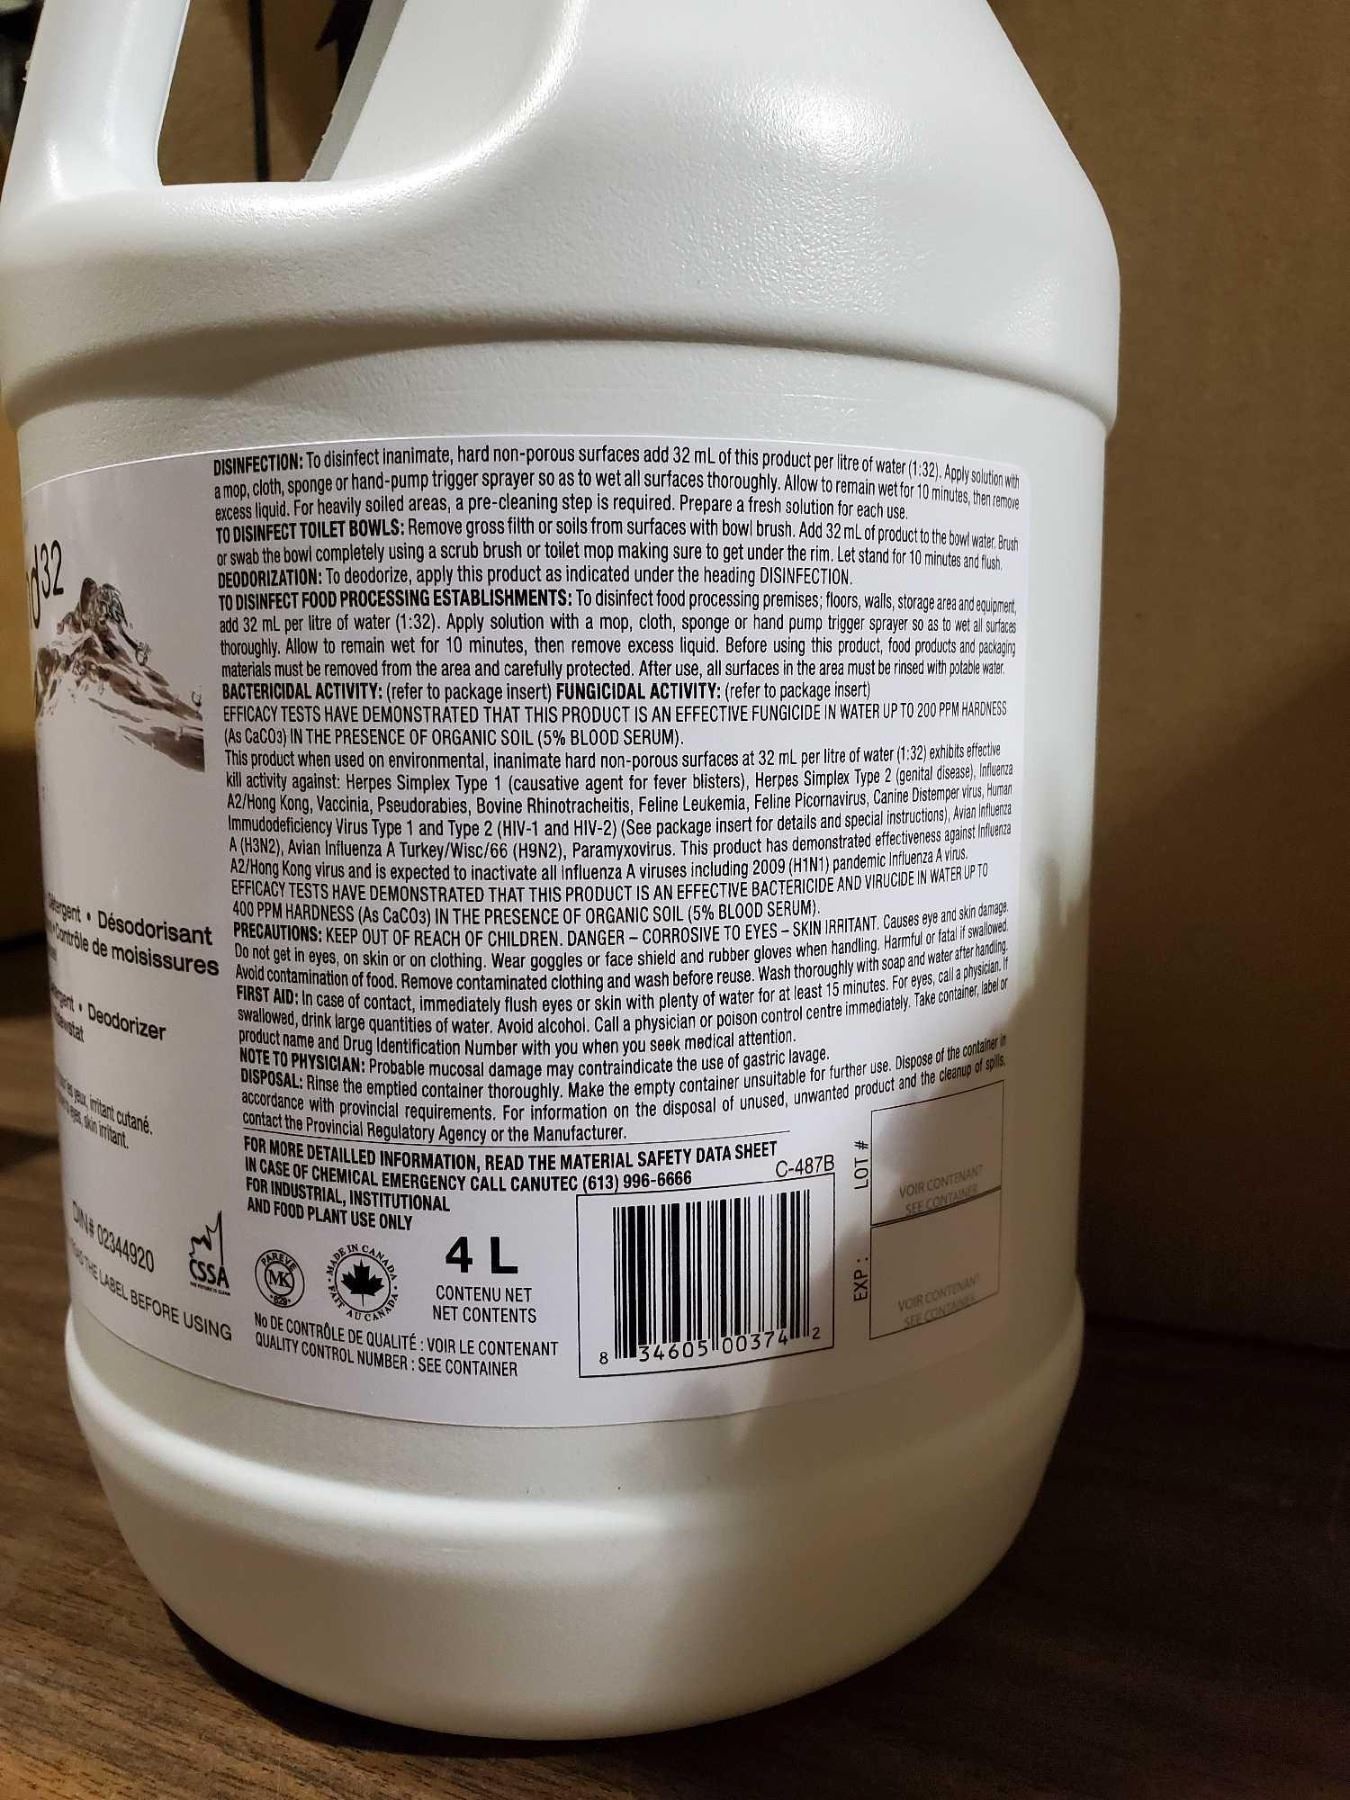 d32
Désodorisant
Contrôle de moisissures
Deodorizer
irritant cutané.
skin irritant.
DIN# 02344920
THE LABEL BEFORE USING
CSSA
DISINFECTION: To disinfect inanimate, hard non-porous surfaces add 32 mL of this product per litre of water (1:32). Apply solution with
a mop, cloth, sponge or hand-pump trigger sprayer so as to wet all surfaces thoroughly. Allow to remain wet for 10 minutes, then remove
excess liquid. For heavily soiled areas, a pre-cleaning step is required. Prepare a fresh solution for each use.
TO DISINFECT TOILET BOWLS: Remove gross filth or soils from surfaces with bowl brush. Add 32 mL of product to the bowl water. Brush
or swab the bowl completely using a scrub brush or toilet mop making sure to get under the rim. Let stand for 10 minutes and flush.
DEODORIZATION: To deodorize, apply this product as indicated under the heading DISINFECTION.
TO DISINFECT FOOD PROCESSING ESTABLISHMENTS: To disinfect food processing premises; floors, walls, storage area and equipment,
add 32 mL per litre of water (1:32). Apply solution with a mop, cloth, sponge or hand pump trigger sprayer so as to wet all surfaces
thoroughly. Allow to remain wet for 10 minutes, then remove excess liquid. Before using this product, food products and packaging
materials must be removed from the area and carefully protected. After use, all surfaces in the area must be rinsed with potable water.
BACTERICIDAL ACTIVITY: (refer to package insert) FUNGICIDAL ACTIVITY: (refer to package insert)
EFFICACY TESTS HAVE DEMONSTRATED THAT THIS PRODUCT IS AN EFFECTIVE FUNGICIDE IN WATER UP TO 200 PPM HARDNESS
(As CaCO3) IN THE PRESENCE OF ORGANIC SOIL (5% BLOOD SERUM).
This product when used on environmental, inanimate hard non-porous surfaces at 32 mL per litre of water (1:32) exhibits effective
kill activity against: Herpes Simplex Type 1 (causative agent for fever blisters), Herpes Simplex Type 2 (genital disease), Influenza
A2/Hong Kong, Vaccinia, Pseudorabies, Bovine Rhinotracheitis, Feline Leukemia, Feline Picornavirus, Canine Distemper virus, Human
Immudodeficiency Virus Type 1 and Type 2 (HIV-1 and HIV-2) (See package insert for details and special instructions), Avian Influenza
A (H3N2), Avian Influenza A Turkey/Wisc/66 (H9N2), Paramyxovirus. This product has demonstrated effectiveness against Influenza
A2/Hong Kong virus and is expected to inactivate all Influenza A viruses including 2009 (H1N1) pandemic Influenza A virus.
EFFICACY TESTS HAVE DEMONSTRATED THAT THIS PRODUCT IS AN EFFECTIVE BACTERICIDE AND VIRUCIDE IN WATER UP TO
400 PPM HARDNESS (As CaCO3) IN THE PRESENCE OF ORGANIC SOIL (5% BLOOD SERUM).
PRECAUTIONS: KEEP OUT OF REACH OF CHILDREN. DANGER – CORROSIVE TO EYES – SKIN IRRITANT. Causes eye and skin damage.
Do not get in eyes, on skin or on clothing. Wear goggles or face shield and rubber gloves when handling. Harmful or fatal if swallowed.
Avoid contamination of food. Remove contaminated clothing and wash before reuse. Wash thoroughly with soap and water after handling.
FIRST AID: In case of contact, immediately flush eyes or skin with plenty of water for at least 15 minutes. For eyes, call a physician. If
swallowed, drink large quantities of water. Avoid alcohol. Call a physician or poison control centre immediately. Take container, label or
product name and Drug Identification Number with you when you seek medical attention.
NOTE TO PHYSICIAN: Probable mucosal damage may contraindicate the use of gastric lavage.
DISPOSAL: Rinse the emptied container thoroughly. Make the empty container unsuitable for further use. Dispose of the container in
accordance with provincial requirements. For information on the disposal of unused, unwanted product and the cleanup of spills,
contact the Provincial Regulatory Agency or the Manufacturer.
FOR MORE DETAILLED INFORMATION, READ THE MATERIAL SAFETY DATA SHEET
IN CASE OF CHEMICAL EMERGENCY CALL CANUTEC (613) 996-6666
FOR INDUSTRIAL, INSTITUTIONAL
AND FOOD PLANT USE ONLY
C-487B
PAREVE
MK
MADE IN CANADA
FAIT AU CANADA
4 L
CONTENU NET
NET CONTENTS
No DE CONTRÔLE DE QUALITÉ : VOIR LE CONTENANT
QUALITY CONTROL NUMBER : SEE CONTAINER
8 34605 00374 2
LOT #
VOIR CONTENANT
SEE CONTAINER
EXP :
VOIR CONTENANT
SEE CONTAINER